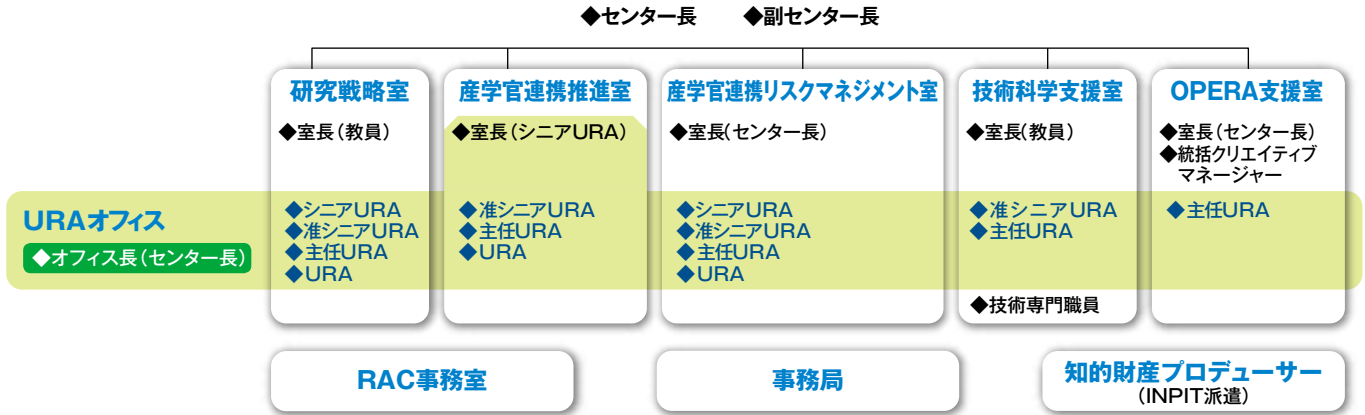 ◆センター長 ◆副センター長
研究戦略室
◆室長（教員）
◆シニアURA
◆准シニアURA
◆主任URA
◆URA
産学官連携推進室
◆室長（シニアURA）
◆准シニアURA
◆主任URA
◆URA
産学官連携リスクマネジメント室
◆室長（センター長）
◆シニアURA
◆准シニアURA
◆主任URA
◆URA
技術科学支援室
◆室長（教員）
◆准シニアURA
◆主任URA
◆技術専門職員
OPERA支援室
◆室長（センター長）
◆統括クリエイティブ
マネージャー
◆主任URA
URAオフィス
◆オフィス長（センター長）
RAC事務室
事務局
知的財産プロデューサー
（INPIT派遣）